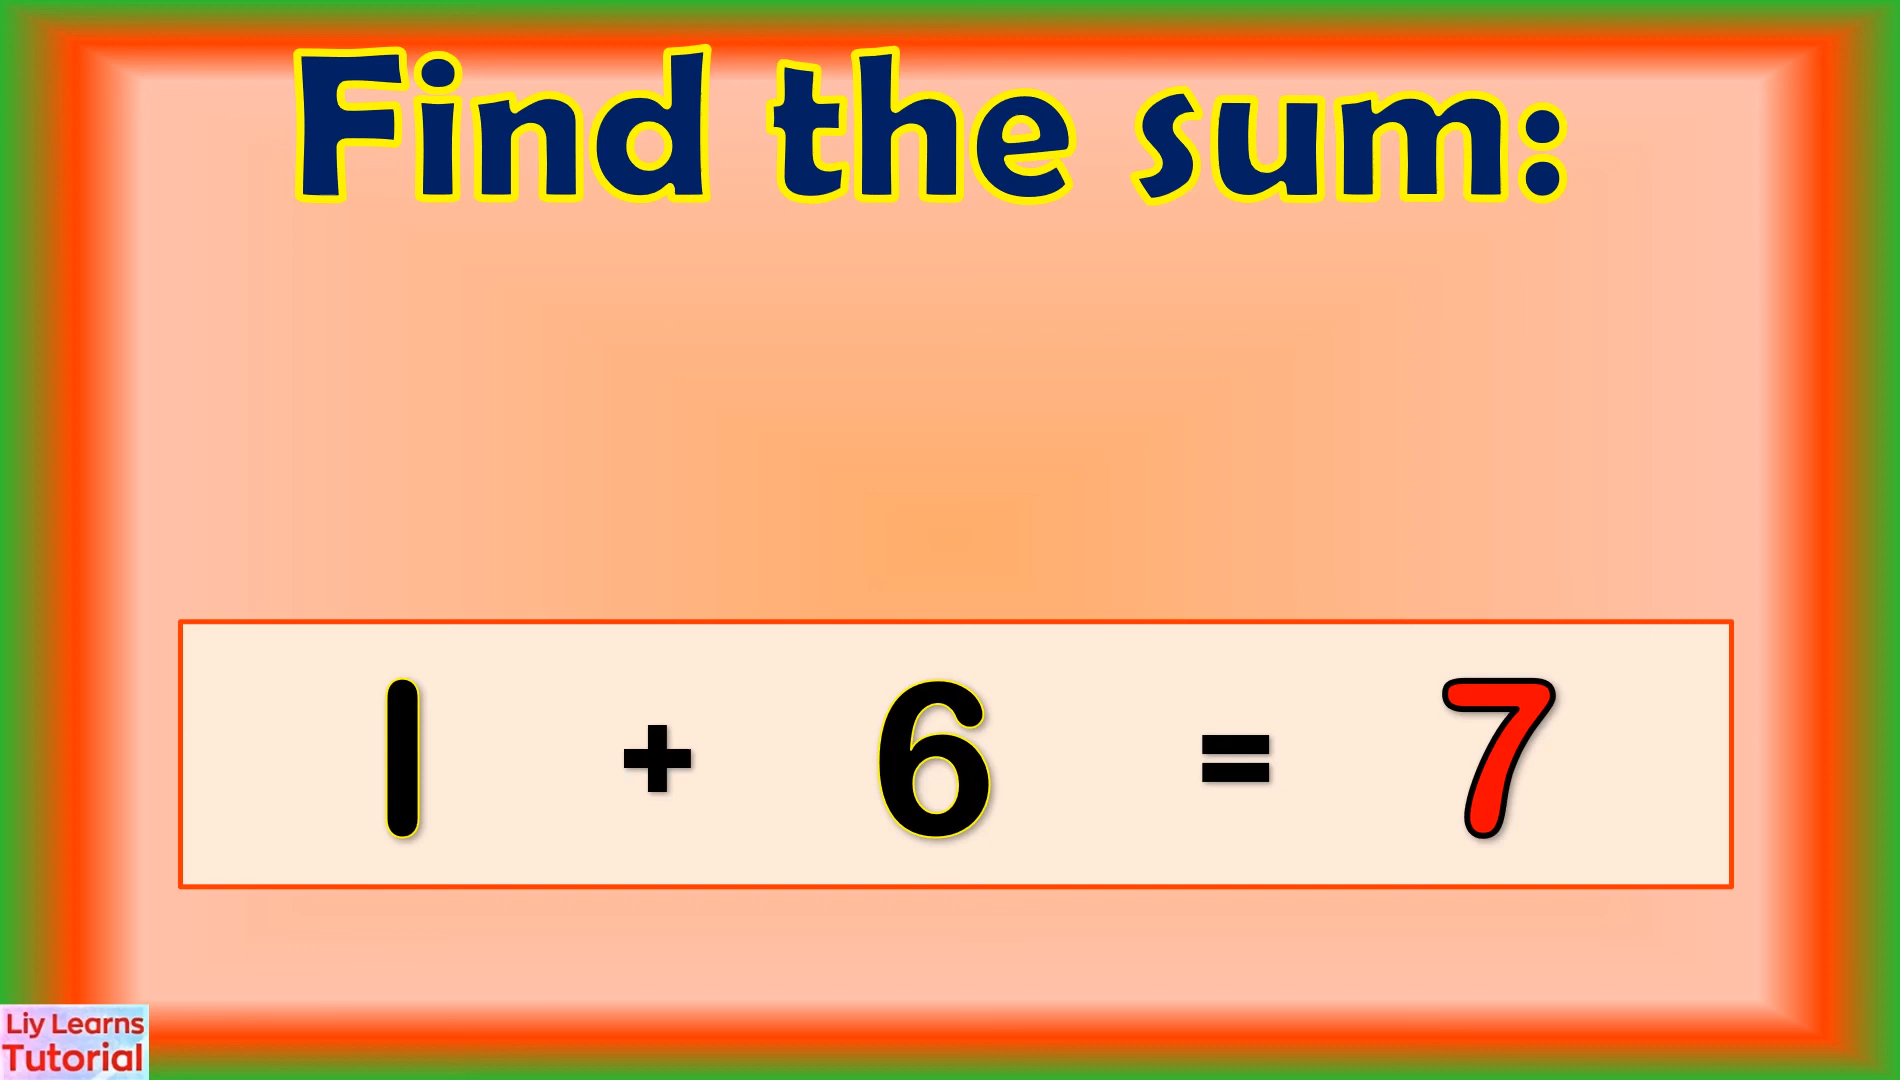 Find the sum:
1 + 6 = 7
Liy Learns
Tutorial